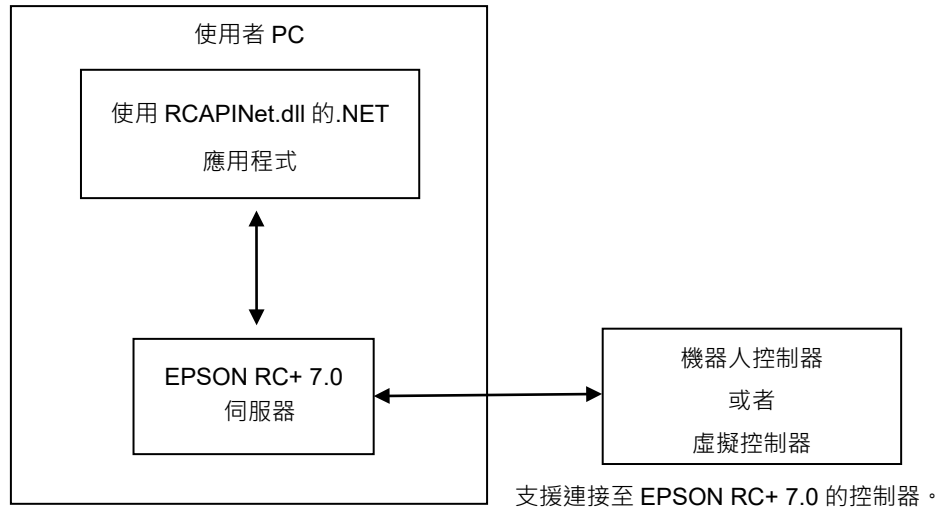 使用者 PC
使用 RCAPINet.dll 的.NET
應用程式
EPSON RC+ 7.0
伺服器
機器人控制器
或者
虛擬控制器
支援連接至 EPSON RC+ 7.0 的控制器。